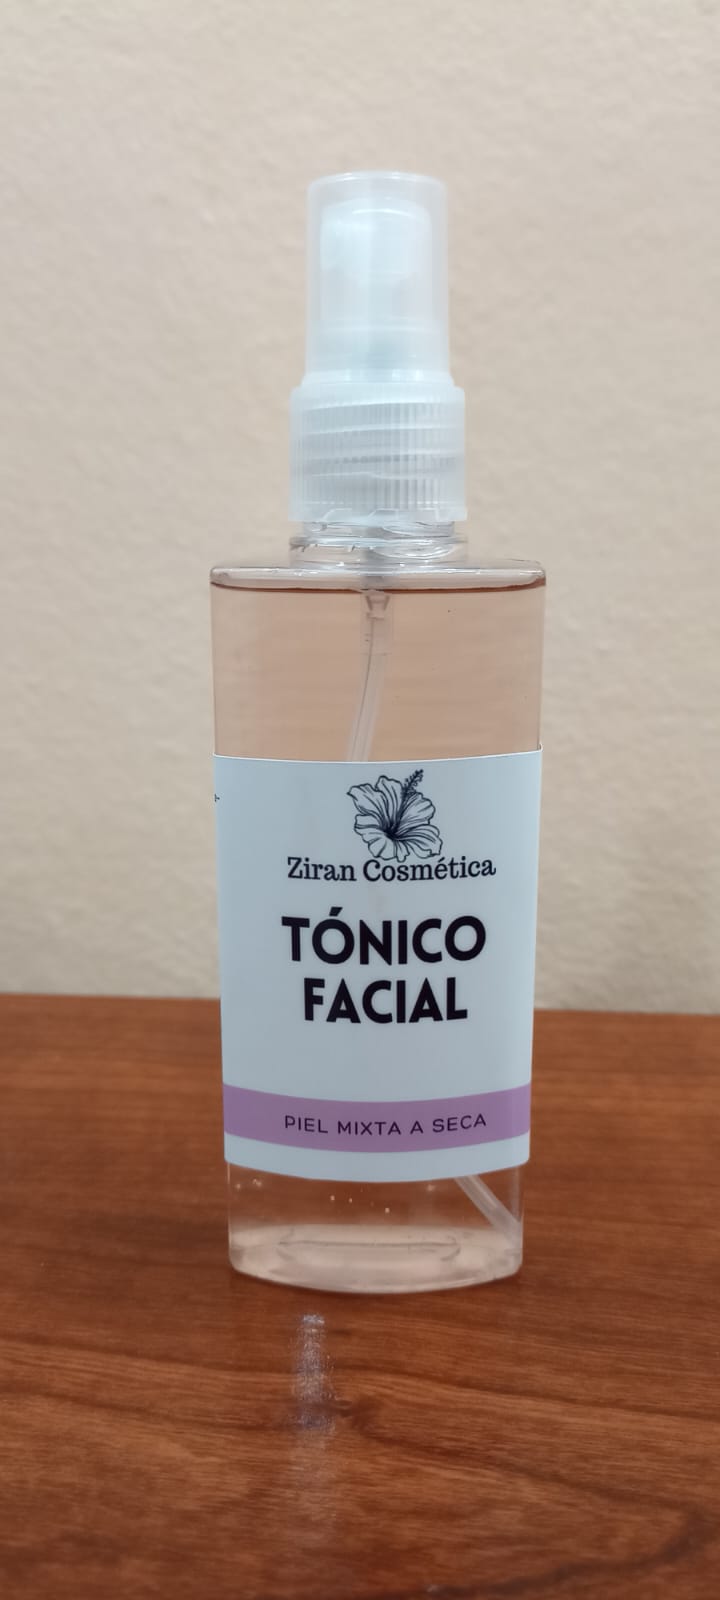 Ziran Cosmética
TÓNICO
FACIAL
PIEL MIXTA A SECA